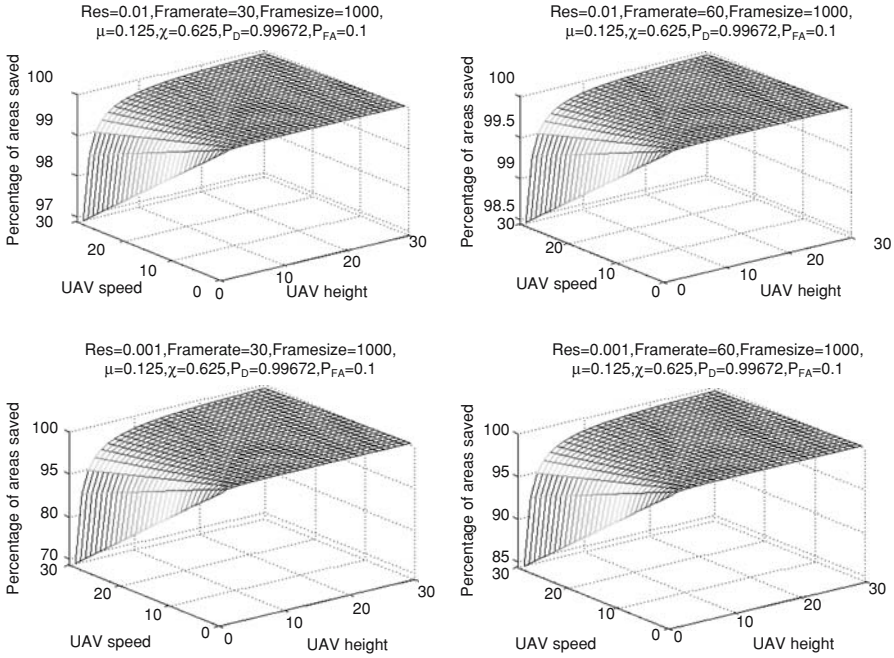 Res=0.01,Framerate=30,Framesize=1000,
μ=0.125,χ=0.625,P_D=0.99672,P_FA=0.1
Percentage of areas saved
100
99
98
97
30
20
10
0
UAV speed
0
10
20
30
UAV height
Res=0.01,Framerate=60,Framesize=1000,
μ=0.125,χ=0.625,P_D=0.99672,P_FA=0.1
Percentage of areas saved
100
99.5
99
98.5
30
20
10
0
UAV speed
0
10
20
30
UAV height
Res=0.001,Framerate=30,Framesize=1000,
μ=0.125,χ=0.625,P_D=0.99672,P_FA=0.1
Percentage of areas saved
100
95
80
70
30
20
10
0
UAV speed
0
10
20
30
UAV height
Res=0.001,Framerate=60,Framesize=1000,
μ=0.125,χ=0.625,P_D=0.99672,P_FA=0.1
Percentage of areas saved
100
95
90
85
30
20
10
0
UAV speed
0
10
20
30
UAV height